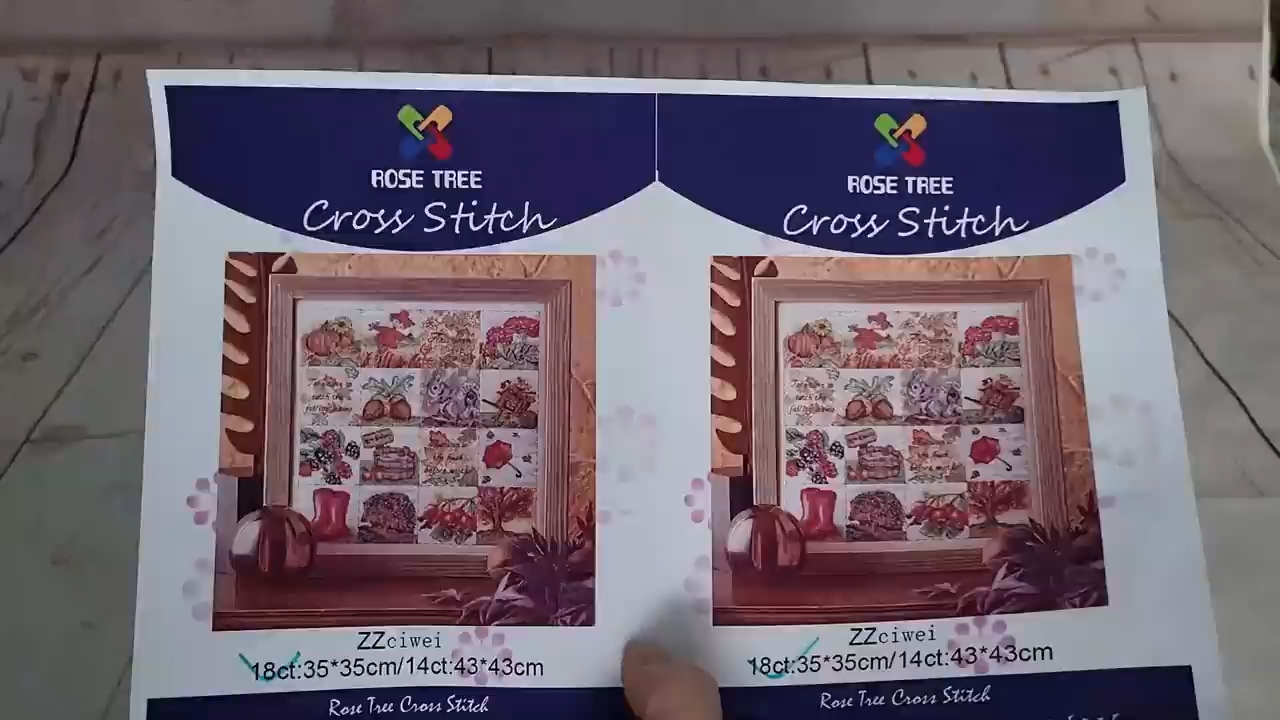 ROSE TREE
Cross Stitch
ZZciwei
18ct:35*35cm/14ct:43*43cm
Rose Tree Cross Stitch
ROSE TREE
Cross Stitch
ZZciwei
18ct:35*35cm/14ct:43*43cm
Rose Tree Cross Stitch